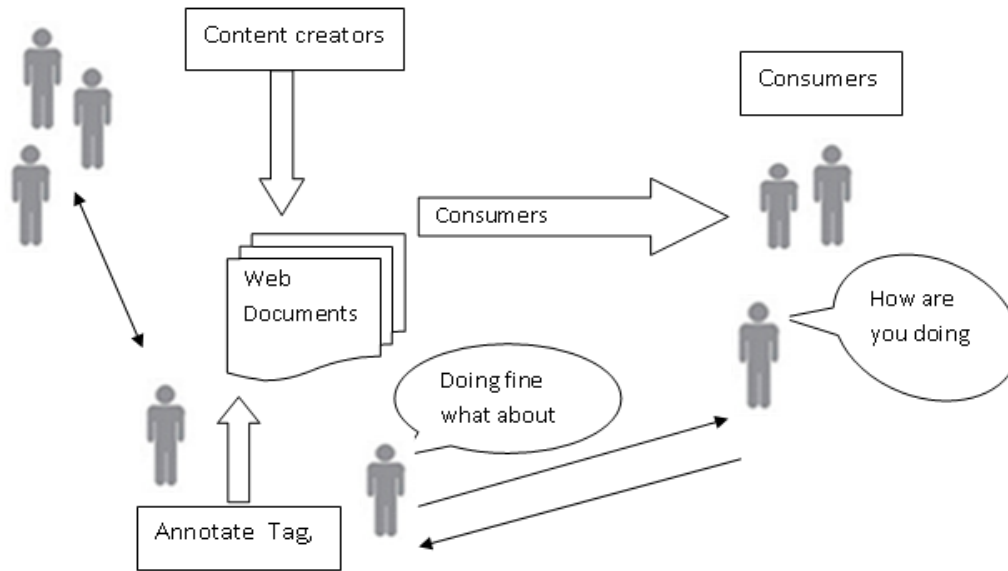 Content creators
Consumers
Consumers
Web
Documents
How are
you doing
Doing fine
what about
Annotate Tag,